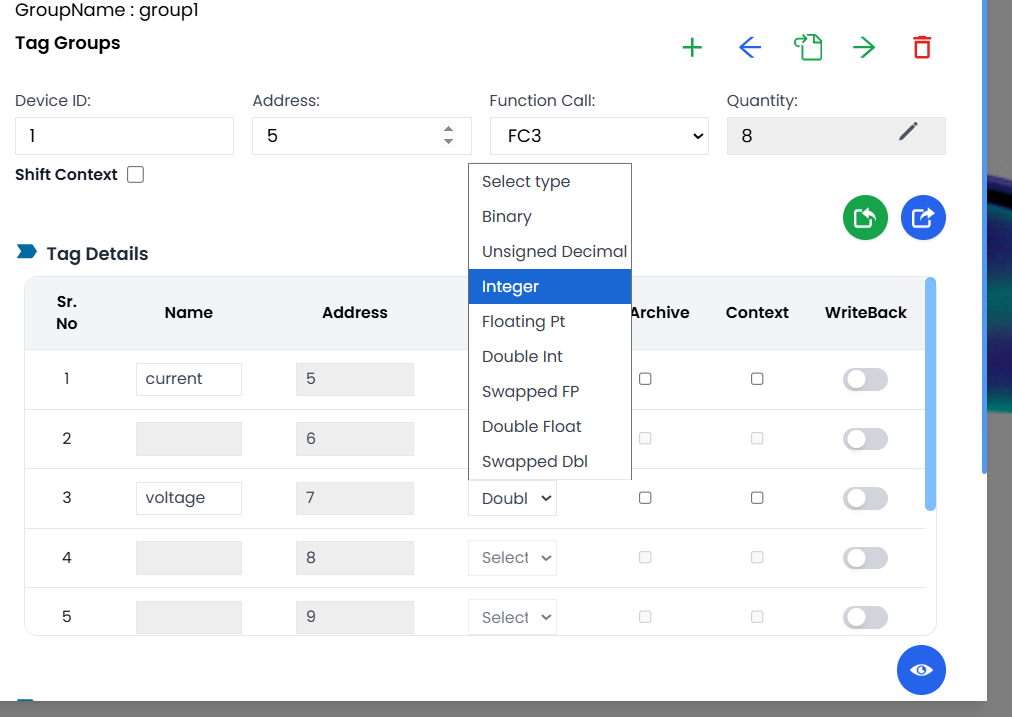 GroupName : group1
Tag Groups
Device ID: Address: Function Call: Quantity:
1 5 FC3 8
Shift Context
Select type
Binary
Unsigned Decimal
Integer
Floating Pt
Double Int
Swapped FP
Double Float
Swapped Dbl
Tag Details
Sr. No Name Address Archive Context WriteBack
1 current 5
2 6
3 voltage 7 Doubl
4 8 Select
5 9 Select